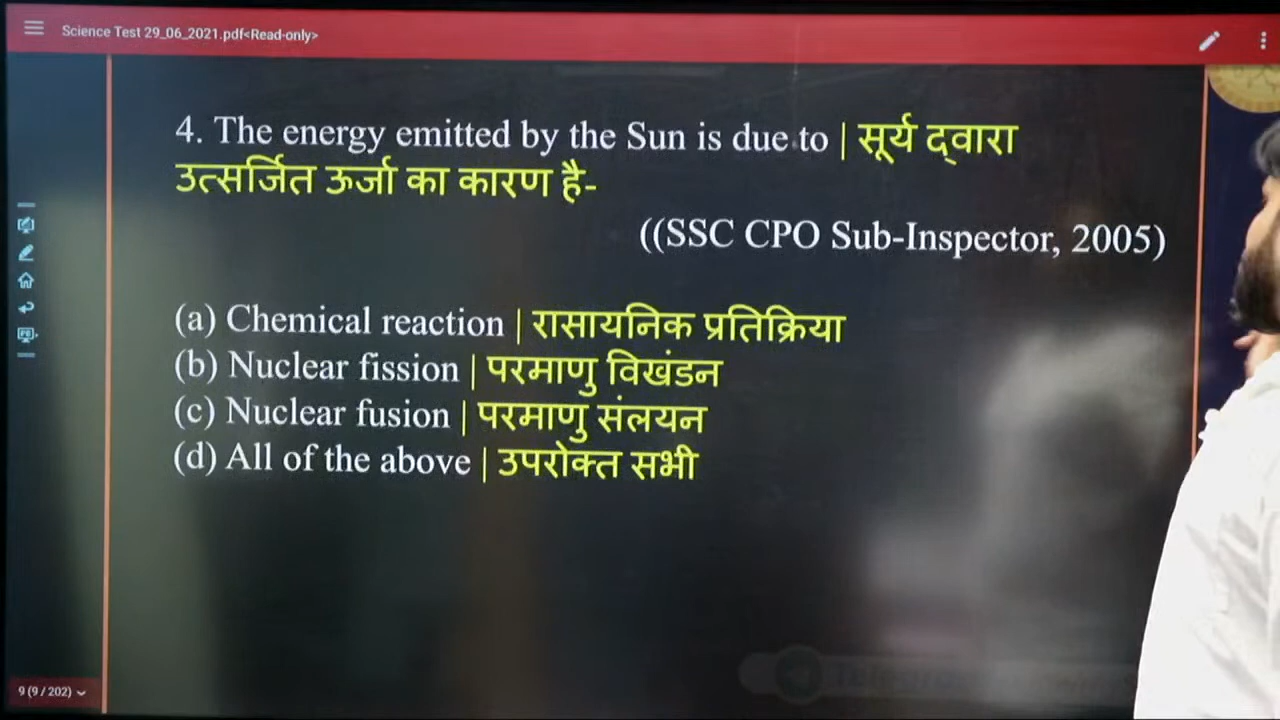 Science Test 29_06_2021.pdf<Read-only>
4. The energy emitted by the Sun is due to | सूर्य द्वारा
उत्सर्जित ऊर्जा का कारण है-
((SSC CPO Sub-Inspector, 2005)
(a) Chemical reaction | रासायनिक प्रतिक्रिया
(b) Nuclear fission | परमाणु विखंडन
(c) Nuclear fusion | परमाणु संलयन
(d) All of the above | उपरोक्त सभी
9 (9 / 202)